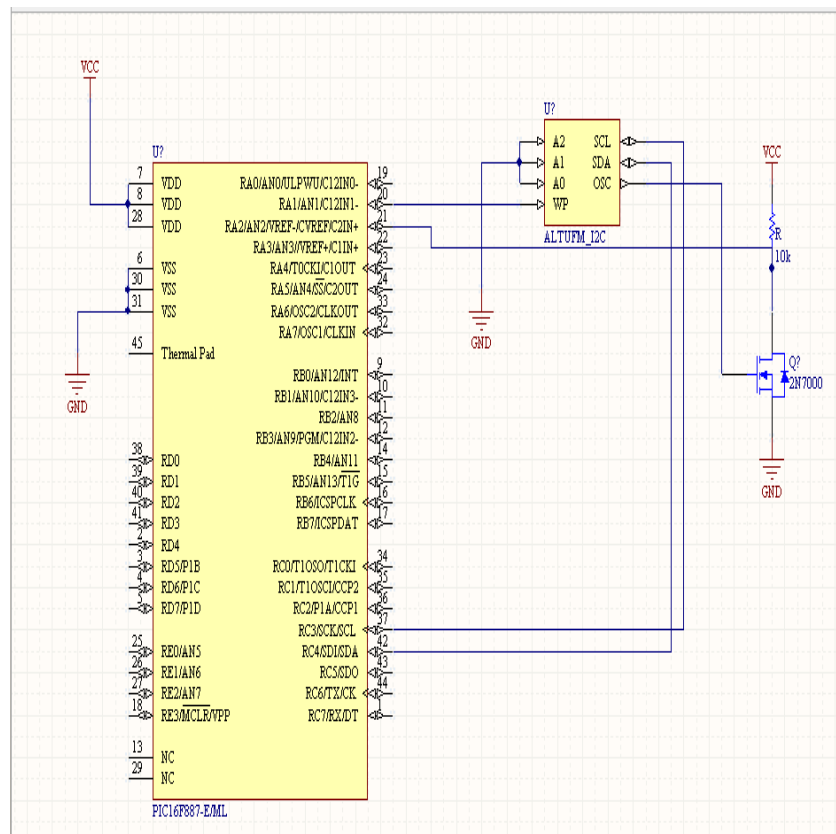 VCC
U?
7 VDD
8 VDD
28 VDD
6 VSS
30 VSS
31 VSS
45 Thermal Pad
GND
38 RD0
39 RD1
40 RD2
41 RD3
2 RD4
3 RD5/P1B
4 RD6/P1C
5 RD7/P1D
25 RE0/AN5
26 RE1/AN6
27 RE2/AN7
18 RE3/MCLR/VPP
13 NC
29 NC
RA0/AN0/ULPWU/C12IN0- 19
RA1/AN1/C12IN1- 20
RA2/AN2/VREF-/CVREF/C2IN+ 21
RA3/AN3//VREF+/C1IN+ 22
RA4/T0CKI/C1OUT 23
RA5/AN4/SS/C2OUT 24
RA6/OSC2/CLKOUT 33
RA7/OSC1/CLKIN 32
RB0/AN12/INT 9
RB1/AN10/C12IN3- 10
RB2/AN8 11
RB3/AN9/PGM/C12IN2- 12
RB4/AN11 14
RB5/AN13/T1G 15
RB6/ICSPCLK 16
RB7/ICSPDAT 17
RC0/T1OSO/T1CKI 34
RC1/T1OSCI/CCP2 35
RC2/P1A/CCP1 36
RC3/SCK/SCL 37
RC4/SDI/SDA 42
RC5/SDO 43
RC6/TX/CK 44
RC7/RX/DT 1
PIC16F887-E/ML
U?
A2 SCL
A1 SDA
A0 OSC
WP
ALTUFM_I2C
GND
VCC
R
10k
Q?
2N7000
GND